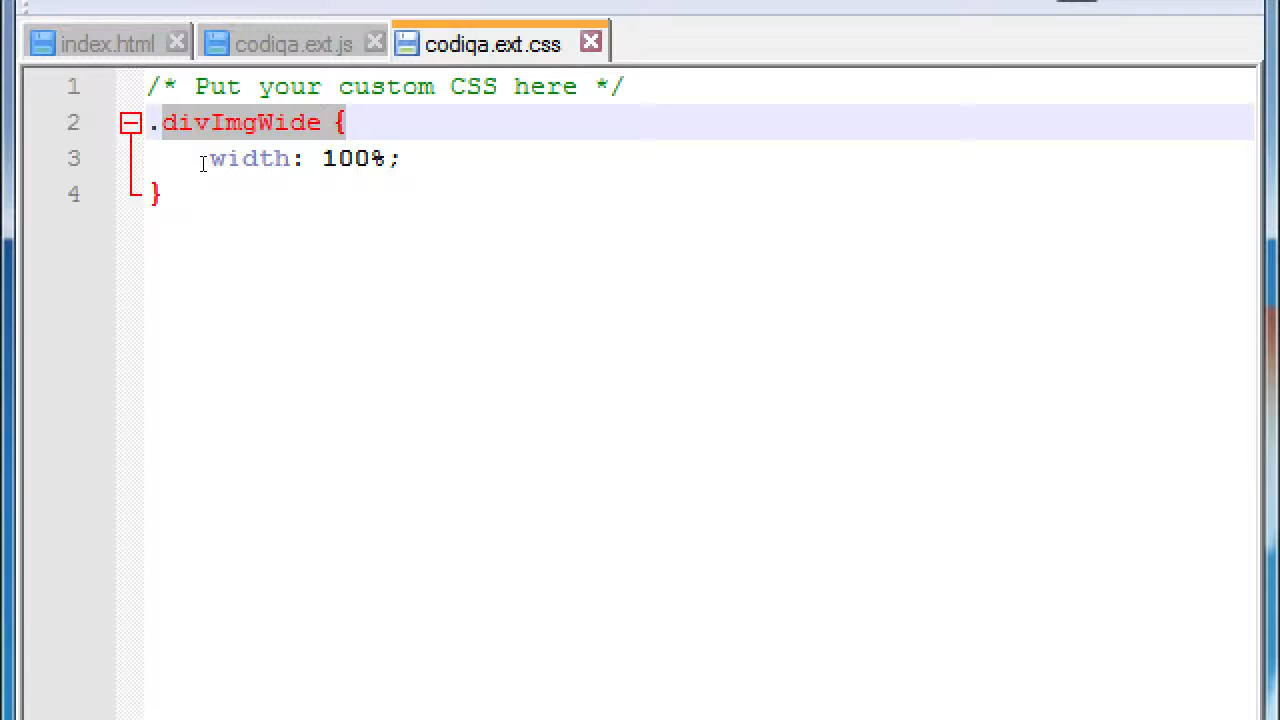 index.html codiqa.ext.js codiqa.ext.css
1 /* Put your custom CSS here */
2 .divImgWide {
3 width: 100%;
4 }